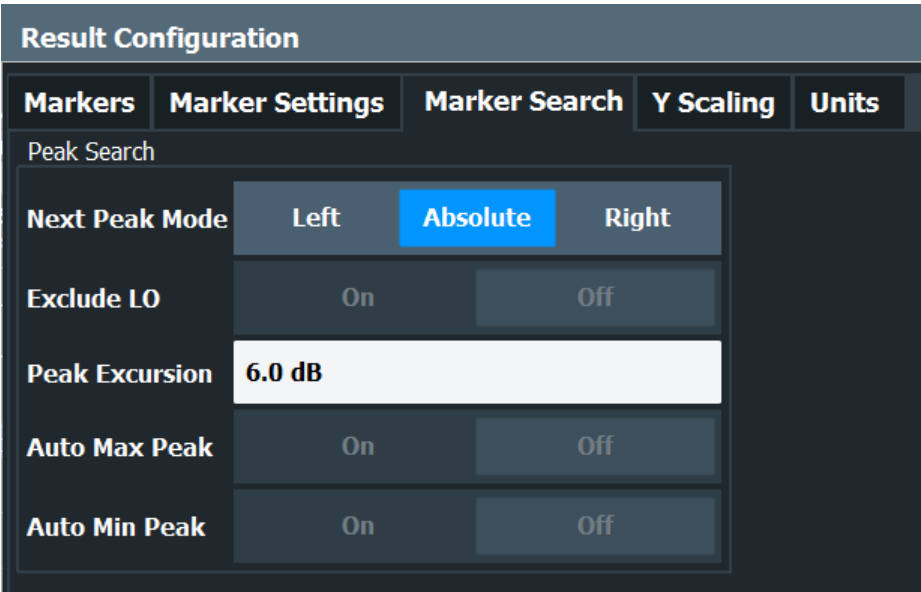 Result Configuration
Markers Marker Settings Marker Search Y Scaling Units
Peak Search
Next Peak Mode Left Absolute Right
Exclude LO On Off
Peak Excursion 6.0 dB
Auto Max Peak On Off
Auto Min Peak On Off